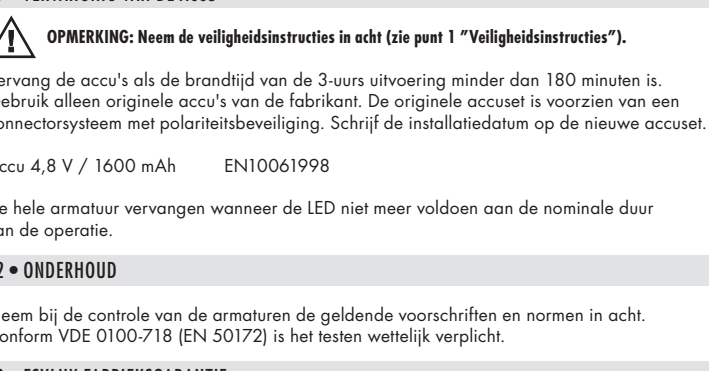 OPMERKING: Neem de veiligheidsinstructies in acht (zie punt 1 "Veiligheidsinstructies").
ervang de accu's als de brandtijd van de 3-uurs uitvoering minder dan 180 minuten is.
ebruik alleen originele accu's van de fabrikant. De originele accuset is voorzien van een
onnectorsysteem met polariteitsbeveiliging. Schrijf de installatiedatum op de nieuwe accuset.
ccu 4,8 V / 1600 mAh EN10061998
e hele armatuur vervangen wanneer de LED niet meer voldoen aan de nominale duur
an de operatie.
2 • ONDERHOUD
eem bij de controle van de armaturen de geldende voorschriften en normen in acht.
onform VDE 0100-718 (EN 50172) is het testen wettelijk verplicht.